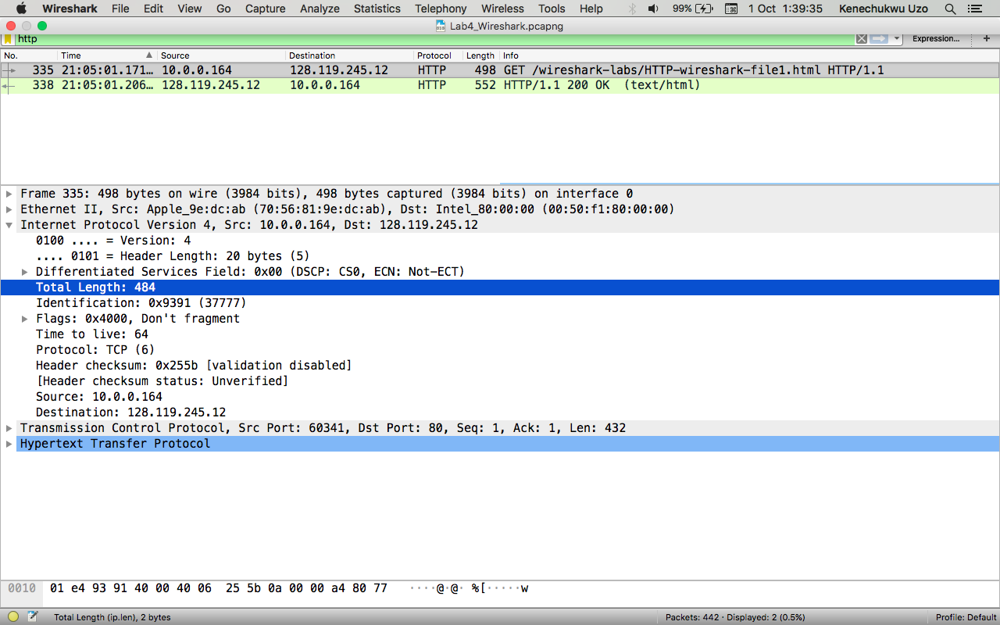 Wireshark File Edit View Go Capture Analyze Statistics Telephony Wireless Tools Help 99% 1 Oct 1:39:35 Kenechukwu Uzo
Lab4_Wireshark.pcapng
http Expression... +
No. Time Source Destination Protocol Length Info
335 21:05:01.171… 10.0.0.164 128.119.245.12 HTTP 498 GET /wireshark-labs/HTTP-wireshark-file1.html HTTP/1.1
338 21:05:01.206… 128.119.245.12 10.0.0.164 HTTP 552 HTTP/1.1 200 OK (text/html)
Frame 335: 498 bytes on wire (3984 bits), 498 bytes captured (3984 bits) on interface 0
Ethernet II, Src: Apple_9e:dc:ab (70:56:81:9e:dc:ab), Dst: Intel_80:00:00 (00:50:f1:80:00:00)
Internet Protocol Version 4, Src: 10.0.0.164, Dst: 128.119.245.12
0100 .... = Version: 4
.... 0101 = Header Length: 20 bytes (5)
Differentiated Services Field: 0x00 (DSCP: CS0, ECN: Not-ECT)
Total Length: 484
Identification: 0x9391 (37777)
Flags: 0x4000, Don't fragment
Time to live: 64
Protocol: TCP (6)
Header checksum: 0x255b [validation disabled]
[Header checksum status: Unverified]
Source: 10.0.0.164
Destination: 128.119.245.12
Transmission Control Protocol, Src Port: 60341, Dst Port: 80, Seq: 1, Ack: 1, Len: 432
Hypertext Transfer Protocol
0010 01 e4 93 91 40 00 40 06 25 5b 0a 00 00 a4 80 77 ····@·@· %[·····w
Total Length (ip.len), 2 bytes Packets: 442 · Displayed: 2 (0.5%) Profile: Default